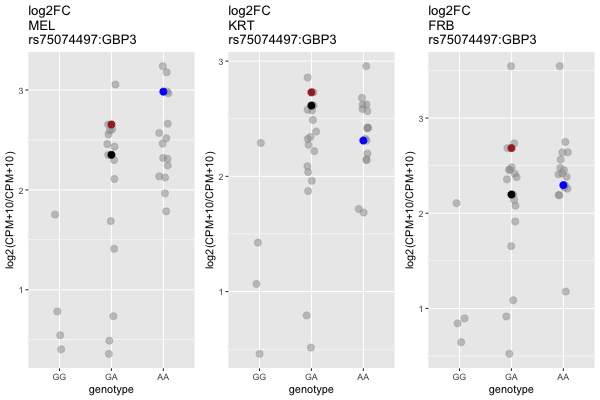 log2FC
MEL
rs75074497:GBP3
log2(CPM+10/CPM+10)
3
2
1
GG
GA
AA
genotype
log2FC
KRT
rs75074497:GBP3
log2(CPM+10/CPM+10)
3
2
1
GG
GA
AA
genotype
log2FC
FRB
rs75074497:GBP3
log2(CPM+10/CPM+10)
3
2
1
GG
GA
AA
genotype